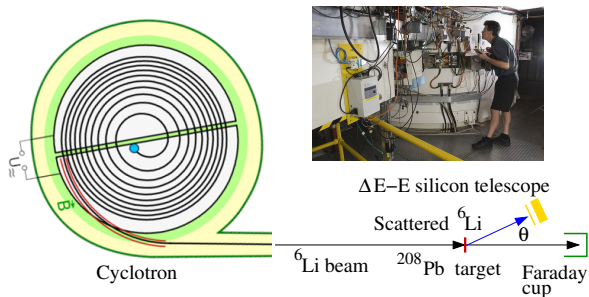 U
≈
B
Cyclotron
ΔE−E silicon telescope
Scattered ⁶Li
θ
⁶Li beam
²⁰⁸Pb target
Faraday
cup